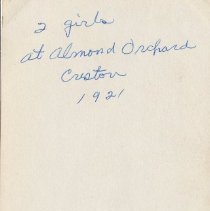 2 girls
at Almond Orchard
Creston
1921